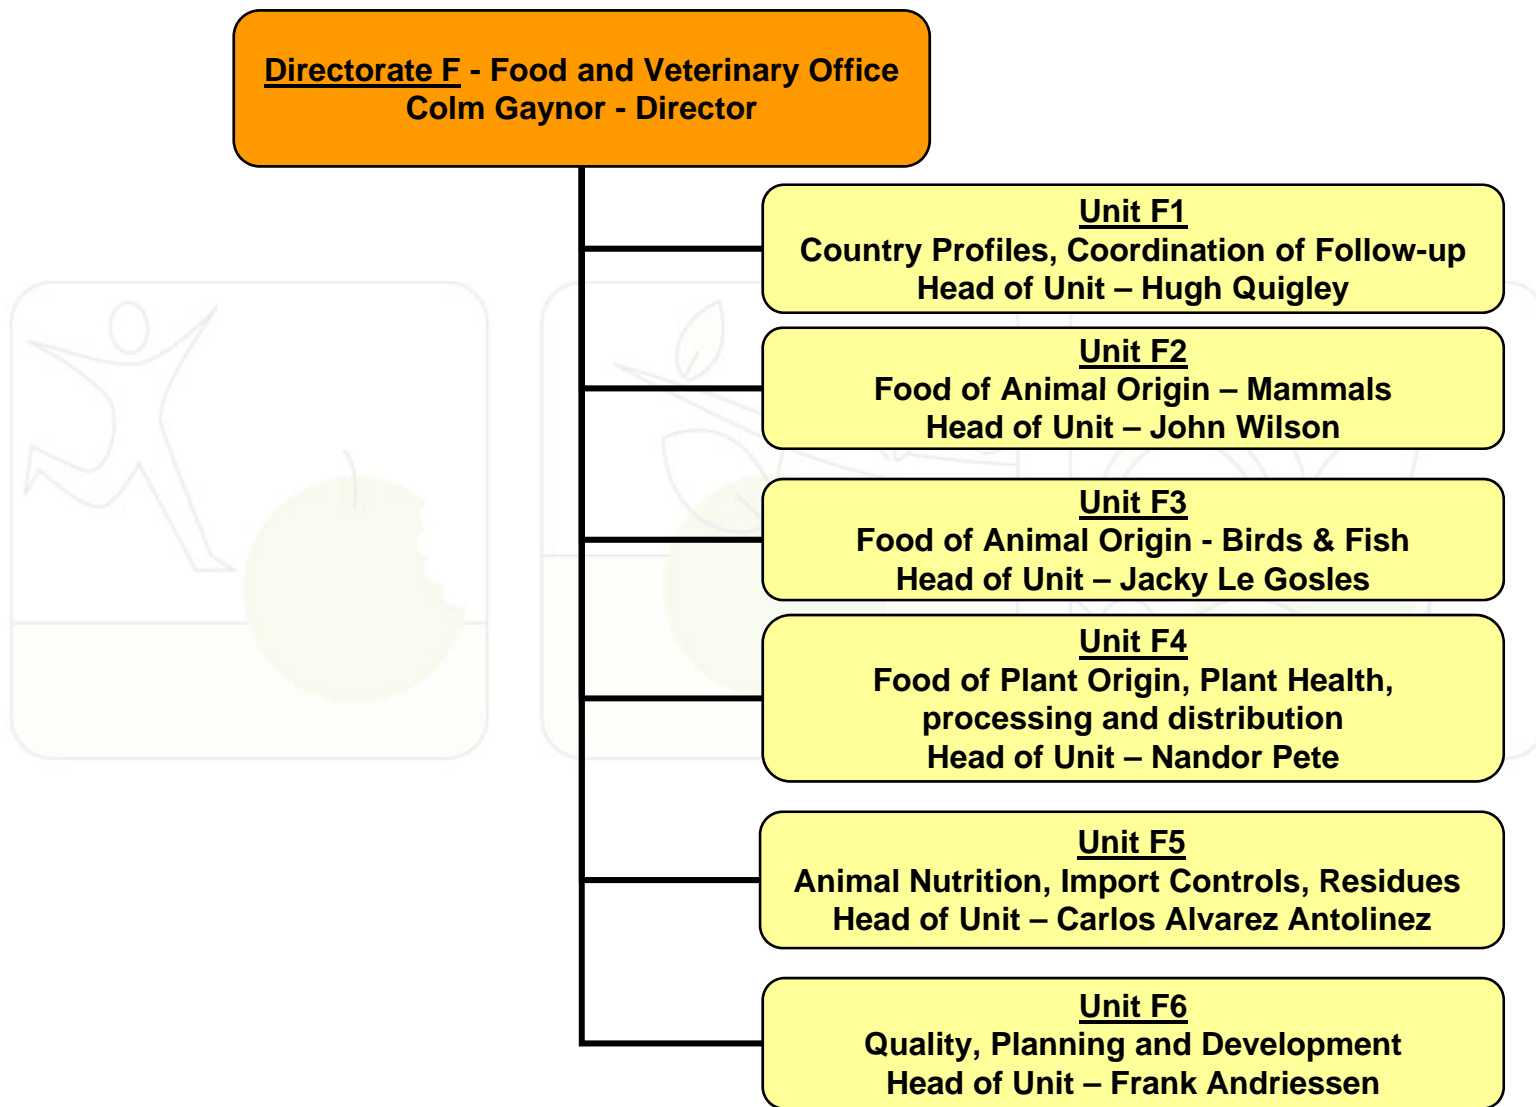 Directorate F - Food and Veterinary Office
Colm Gaynor - Director
Unit F1
Country Profiles, Coordination of Follow-up
Head of Unit – Hugh Quigley
Unit F2
Food of Animal Origin – Mammals
Head of Unit – John Wilson
Unit F3
Food of Animal Origin - Birds & Fish
Head of Unit – Jacky Le Gosles
Unit F4
Food of Plant Origin, Plant Health,
processing and distribution
Head of Unit – Nandor Pete
Unit F5
Animal Nutrition, Import Controls, Residues
Head of Unit – Carlos Alvarez Antolinez
Unit F6
Quality, Planning and Development
Head of Unit – Frank Andriessen